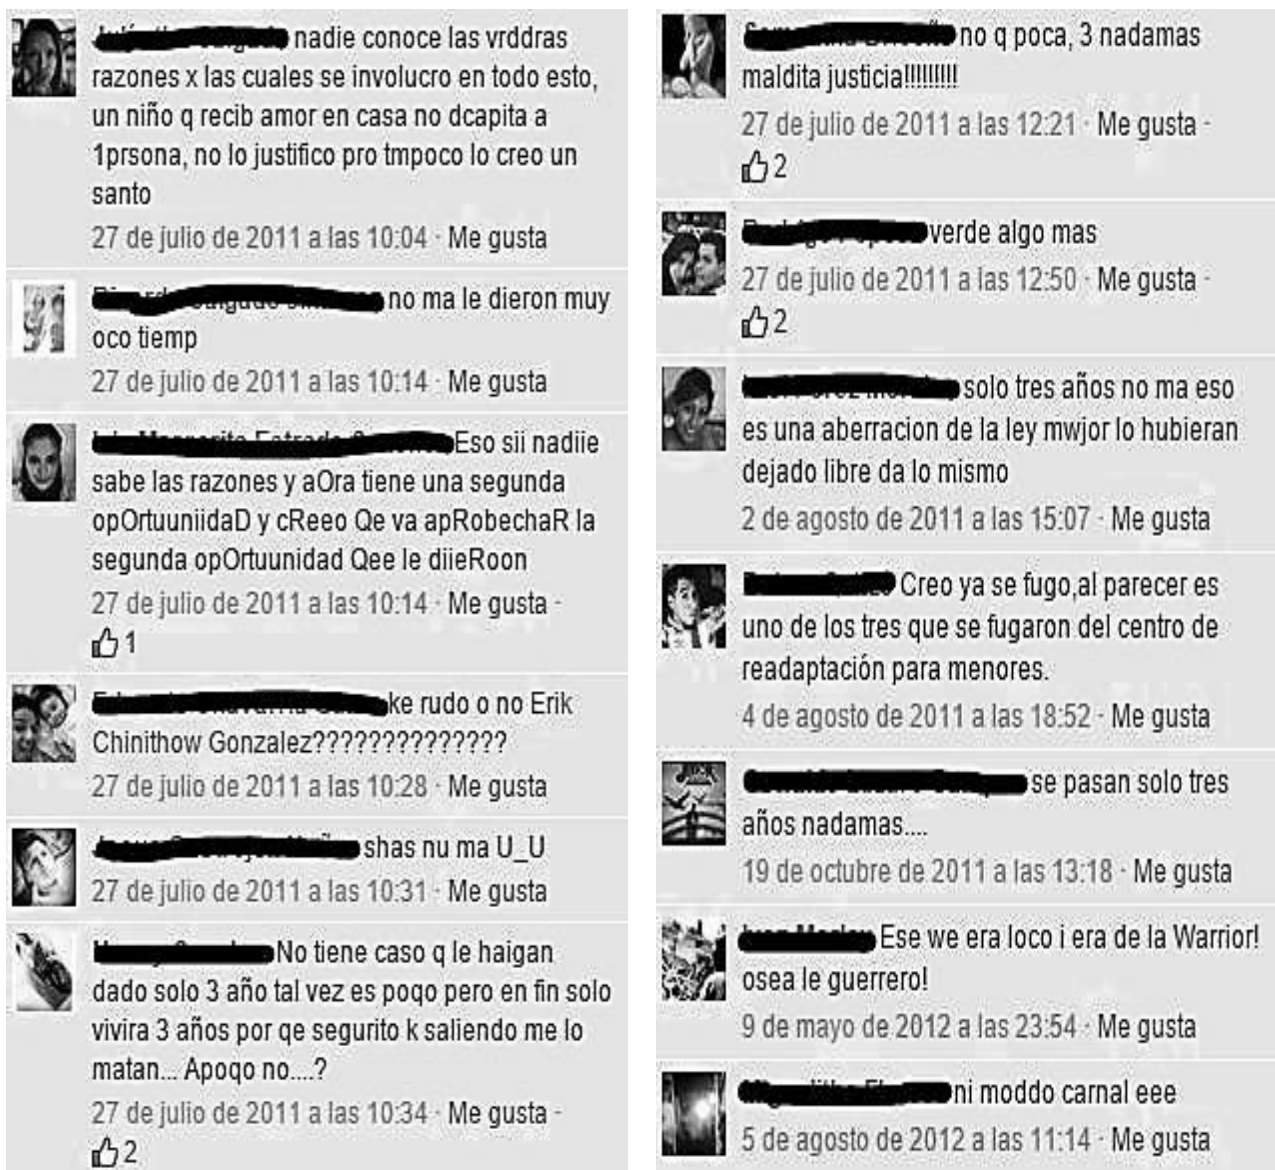 nadie conoce las vrddras
razones x las cuales se involucro en todo esto,
un niño q recib amor en casa no dcapita a
1prsona, no lo justifico pro tmpoco lo creo un
santo
27 de julio de 2011 a las 10:04 · Me gusta
no ma le dieron muy
oco tiemp
27 de julio de 2011 a las 10:14 · Me gusta
Eso sii nadiie
sabe las razones y aOra tiene una segunda
opOrtuuniidaD y cReeo Qe va apRobechaR la
segunda opOrtuunidad Qee le diieRoon
27 de julio de 2011 a las 10:14 · Me gusta ·
1
ke rudo o no Erik
Chinithow Gonzalez??????????????
27 de julio de 2011 a las 10:28 · Me gusta
shas nu ma U_U
27 de julio de 2011 a las 10:31 · Me gusta
No tiene caso q le haigan
dado solo 3 año tal vez es poqo pero en fin solo
vivira 3 años por qe segurito k saliendo me lo
matan... Apoqo no....?
27 de julio de 2011 a las 10:34 · Me gusta ·
2
no q poca, 3 nadamas
maldita justicia!!!!!!!!!
27 de julio de 2011 a las 12:21 · Me gusta ·
2
verde algo mas
27 de julio de 2011 a las 12:50 · Me gusta ·
2
solo tres años no ma eso
es una aberracion de la ley mwjor lo hubieran
dejado libre da lo mismo
2 de agosto de 2011 a las 15:07 · Me gusta
Creo ya se fugo,al parecer es
uno de los tres que se fugaron del centro de
readaptación para menores.
4 de agosto de 2011 a las 18:52 · Me gusta
se pasan solo tres
años nadamas....
19 de octubre de 2011 a las 13:18 · Me gusta
Ese we era loco i era de la Warrior!
osea le guerrero!
9 de mayo de 2012 a las 23:54 · Me gusta
ni moddo carnal eee
5 de agosto de 2012 a las 11:14 · Me gusta